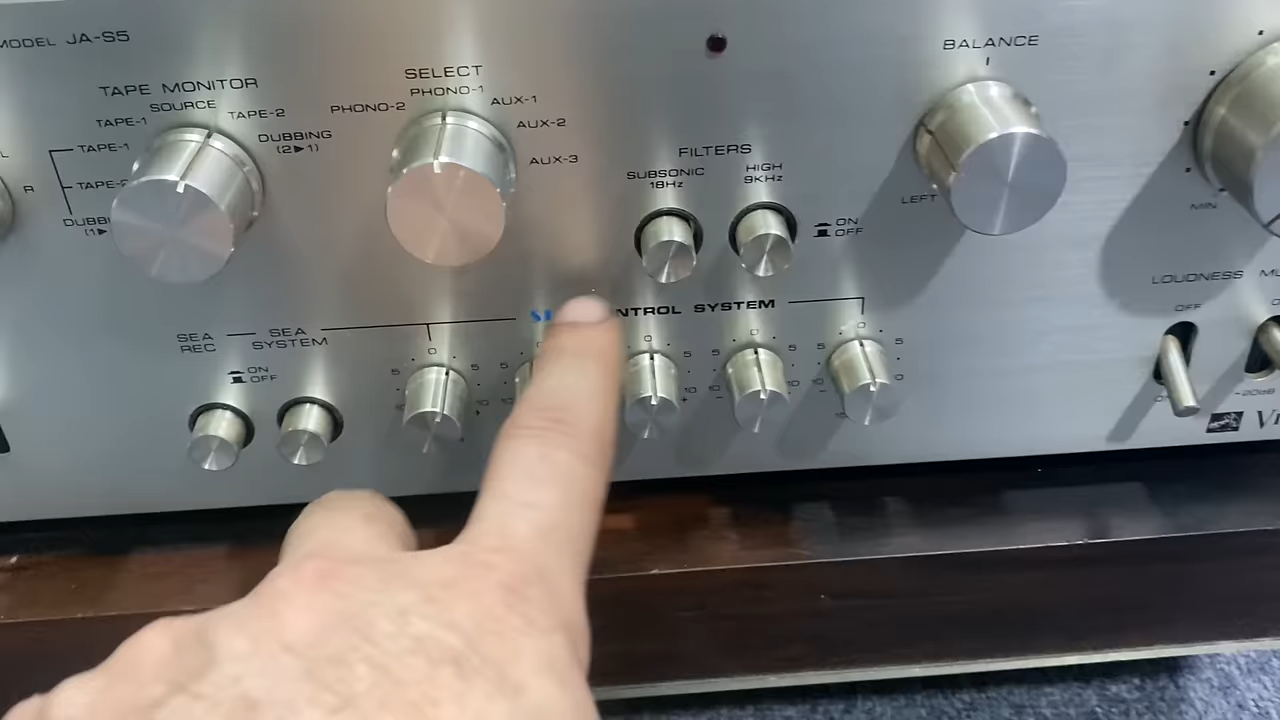 MODEL JA-S5
TAPE MONITOR
SOURCE
TAPE-1
TAPE-2
TAPE-1
DUBBING
(2▶1)
TAPE-2
R
SELECT
PHONO-1
PHONO-2
AUX-1
AUX-2
AUX-3
BALANCE
LEFT
MIN
FILTERS
SUBSONIC
18Hz
HIGH
9KHz
ON
OFF
LOUDNESS
OFF
-20dB
SEA
REC
SEA
SYSTEM
ON
OFF
CONTROL SYSTEM
0
0
0
0
5
5
5
5
5
5
10
10